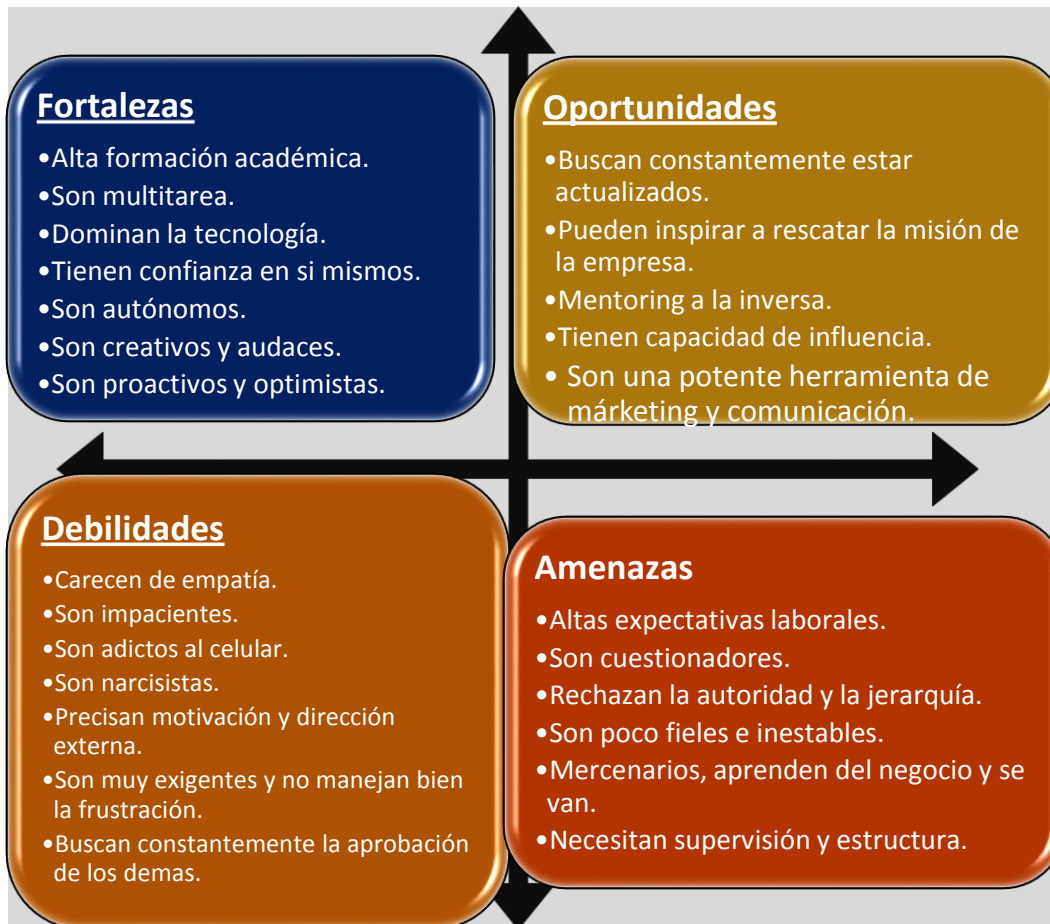 Fortalezas
•Alta formación académica.
•Son multitarea.
•Dominan la tecnología.
•Tienen confianza en si mismos.
•Son autónomos.
•Son creativos y audaces.
•Son proactivos y optimistas.
Oportunidades
•Buscan constantemente estar
actualizados.
•Pueden inspirar a rescatar la misión de
la empresa.
•Mentoring a la inversa.
•Tienen capacidad de influencia.
• Son una potente herramienta de
márketing y comunicación.
Debilidades
•Carecen de empatía.
•Son impacientes.
•Son adictos al celular.
•Son narcisistas.
•Precisan motivación y dirección
externa.
•Son muy exigentes y no manejan bien
la frustración.
•Buscan constantemente la aprobación
de los demas.
Amenazas
•Altas expectativas laborales.
•Son cuestionadores.
•Rechazan la autoridad y la jerarquía.
•Son poco fieles e inestables.
•Mercenarios, aprenden del negocio y se
van.
•Necesitan supervisión y estructura.